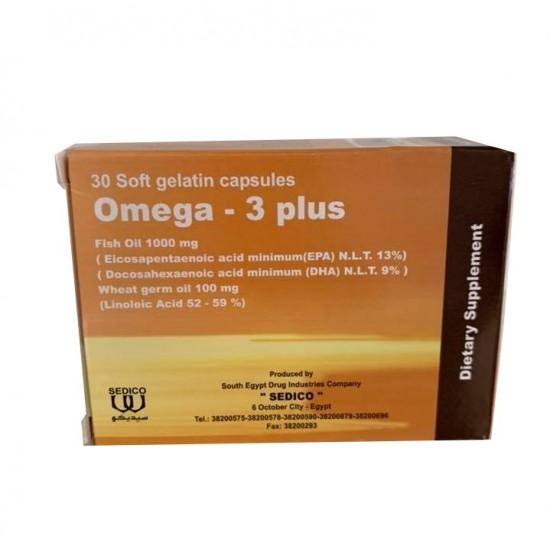 30 Soft gelatin capsules
Omega - 3 plus
Fish Oil 1000 mg
( Eicosapentaenoic acid minimum(EPA) N.L.T. 13%)
( Docosahexaenoic acid minimum (DHA) N.L.T. 9% )
Wheat germ oil 100 mg
(Linoleic Acid 52 - 59 %)
Dietary Supplement
Produced by
South Egypt Drug Industries Company
" SEDICO "
6 October City - Egypt
Tel.: 38200575-38200578-38200590-38200879-38200696
Fax: 38200293
SEDICO
سيديكو